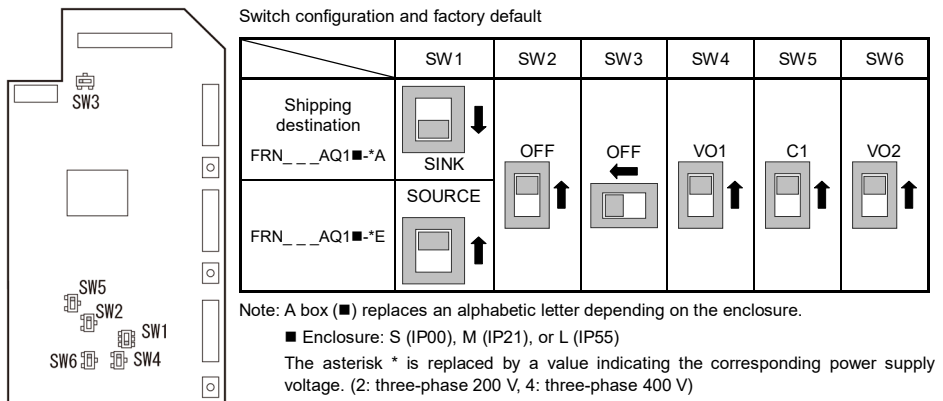 Switch configuration and factory default
SW1 SW2 SW3 SW4 SW5 SW6
Shipping
destination
FRN_ _ _AQ1■-*A
SINK
FRN_ _ _AQ1■-*E
SOURCE
OFF
OFF
VO1
C1
VO2
Note: A box (■) replaces an alphabetic letter depending on the enclosure.
■ Enclosure: S (IP00), M (IP21), or L (IP55)
The asterisk * is replaced by a value indicating the corresponding power supply
voltage. (2: three-phase 200 V, 4: three-phase 400 V)
SW3
SW5
SW2
SW1
SW6
SW4